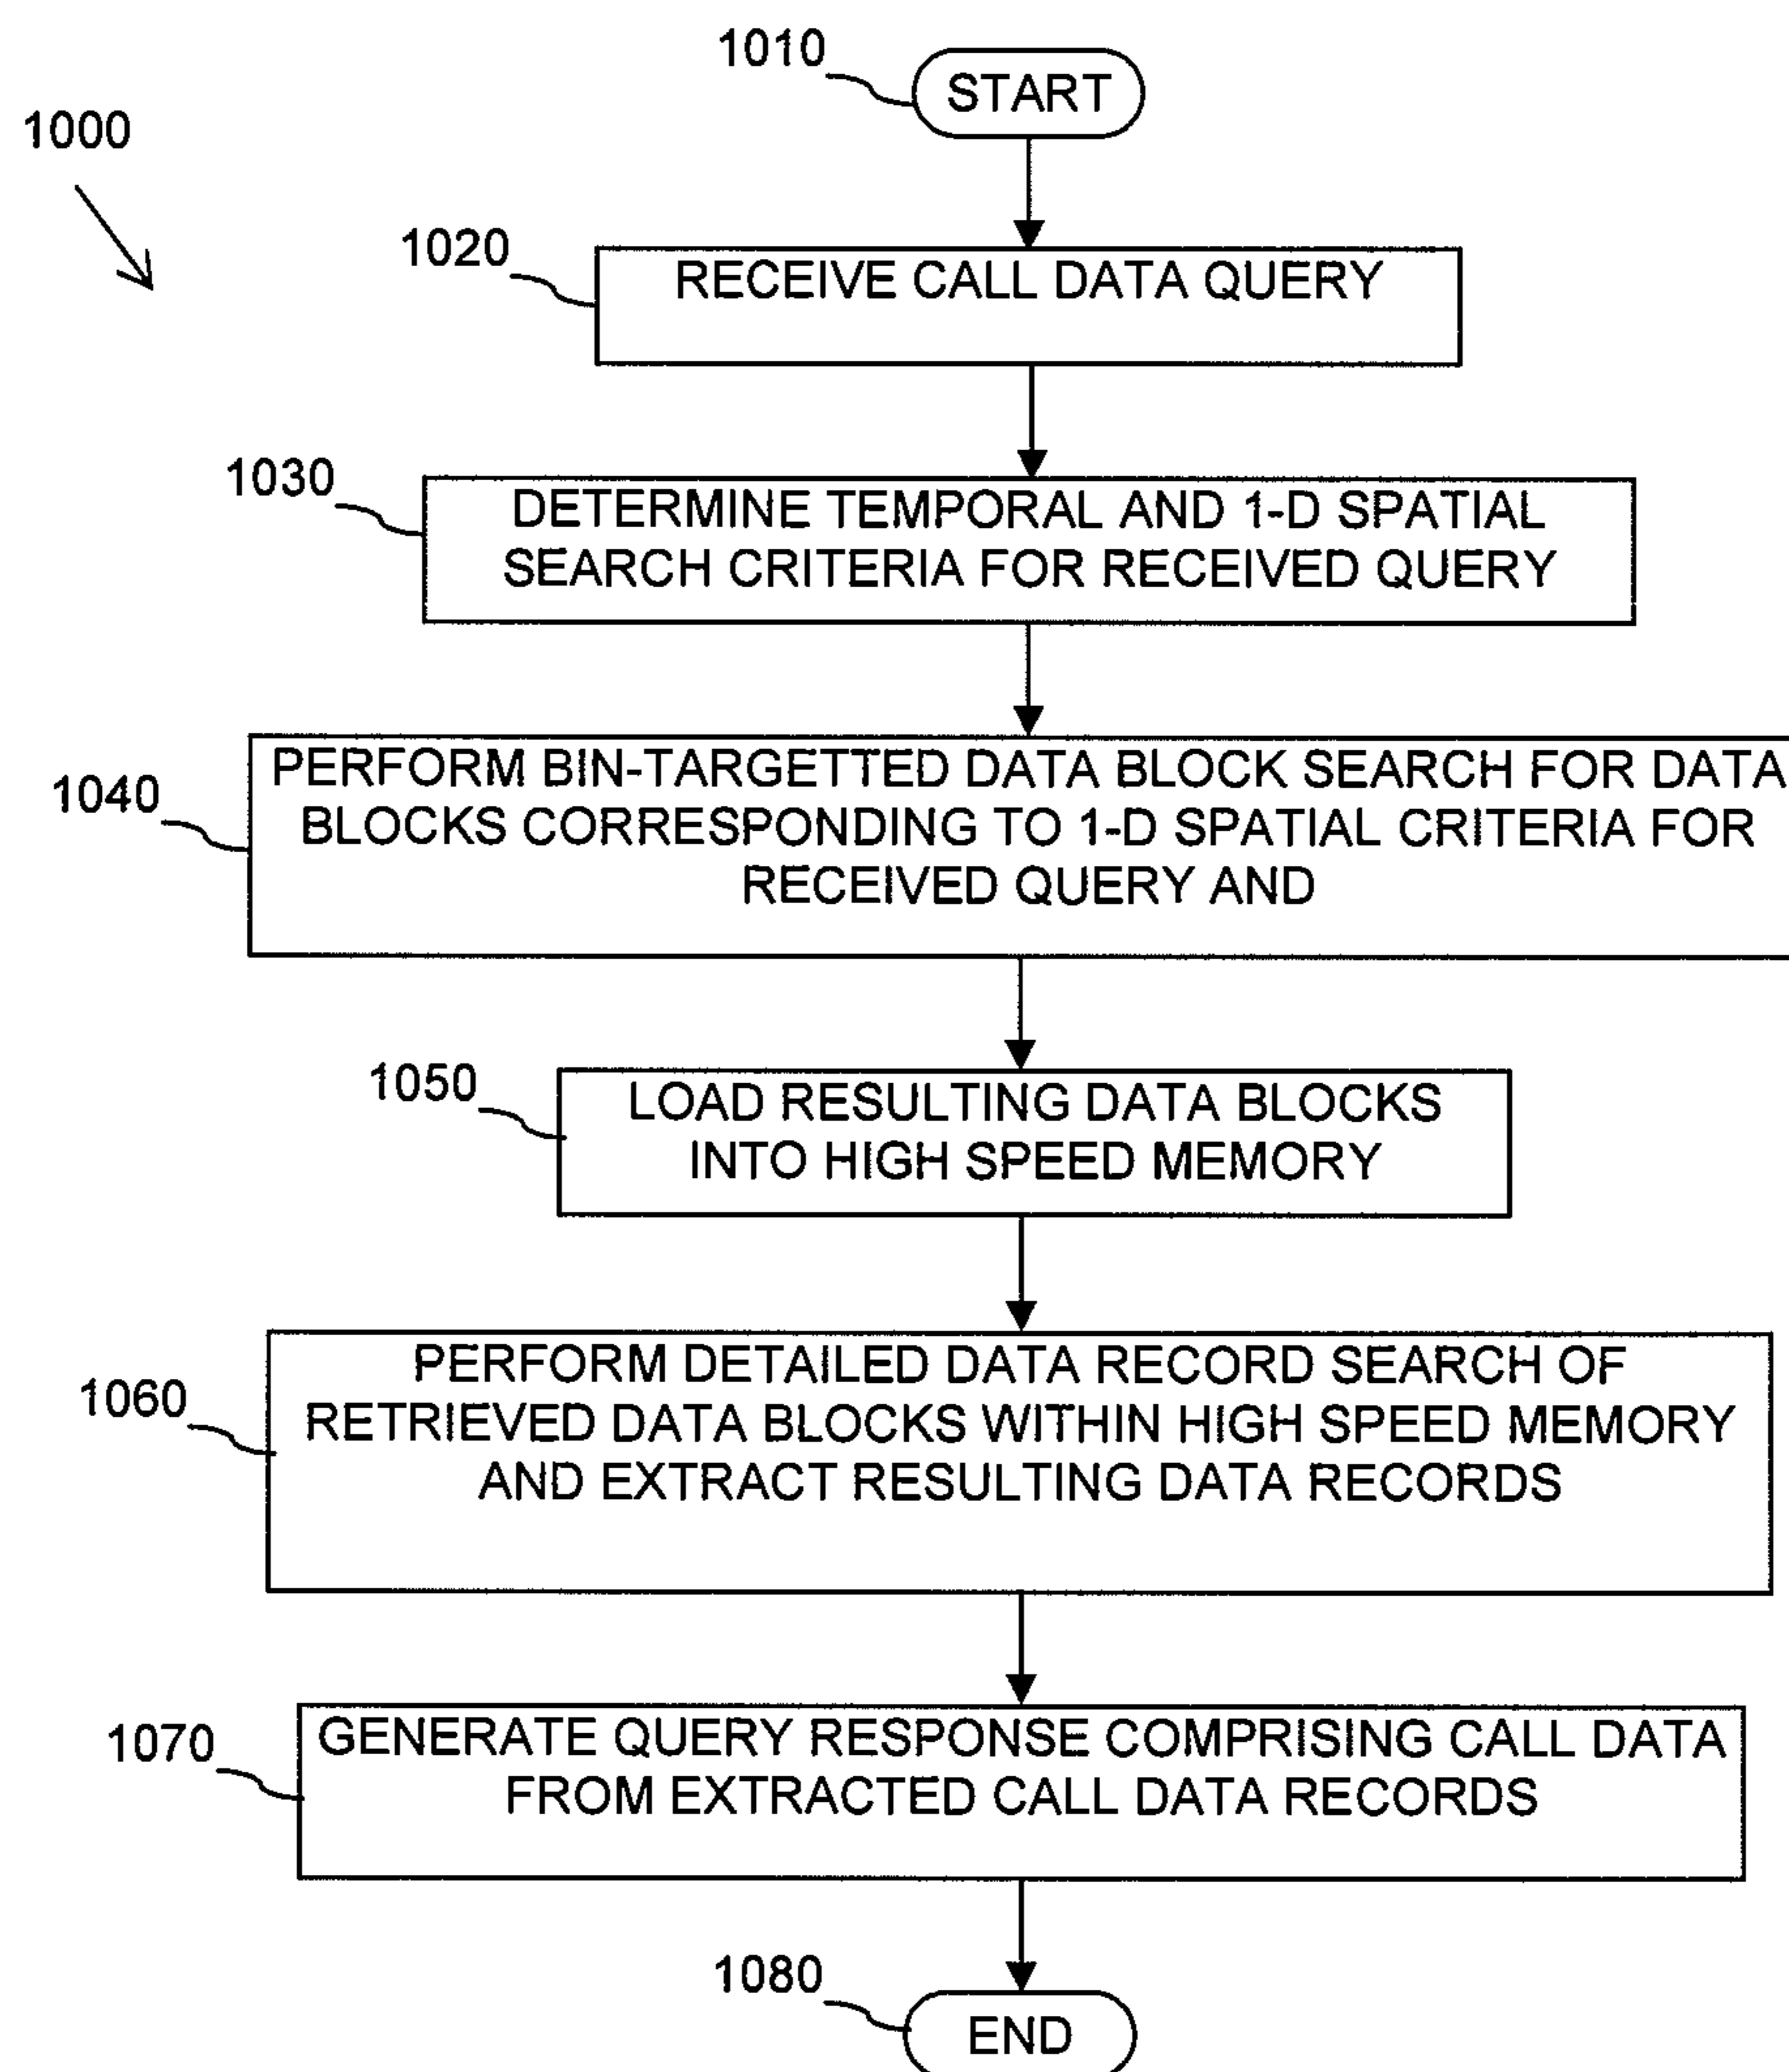 1010
START
1000
1020
RECEIVE CALL DATA QUERY
1030
DETERMINE TEMPORAL AND 1-D SPATIAL
SEARCH CRITERIA FOR RECEIVED QUERY
1040
PERFORM BIN-TARGETTED DATA BLOCK SEARCH FOR DATA
BLOCKS CORRESPONDING TO 1-D SPATIAL CRITERIA FOR
RECEIVED QUERY AND
1050
LOAD RESULTING DATA BLOCKS
INTO HIGH SPEED MEMORY
1060
PERFORM DETAILED DATA RECORD SEARCH OF
RETRIEVED DATA BLOCKS WITHIN HIGH SPEED MEMORY
AND EXTRACT RESULTING DATA RECORDS
1070
GENERATE QUERY RESPONSE COMPRISING CALL DATA
FROM EXTRACTED CALL DATA RECORDS
1080
END